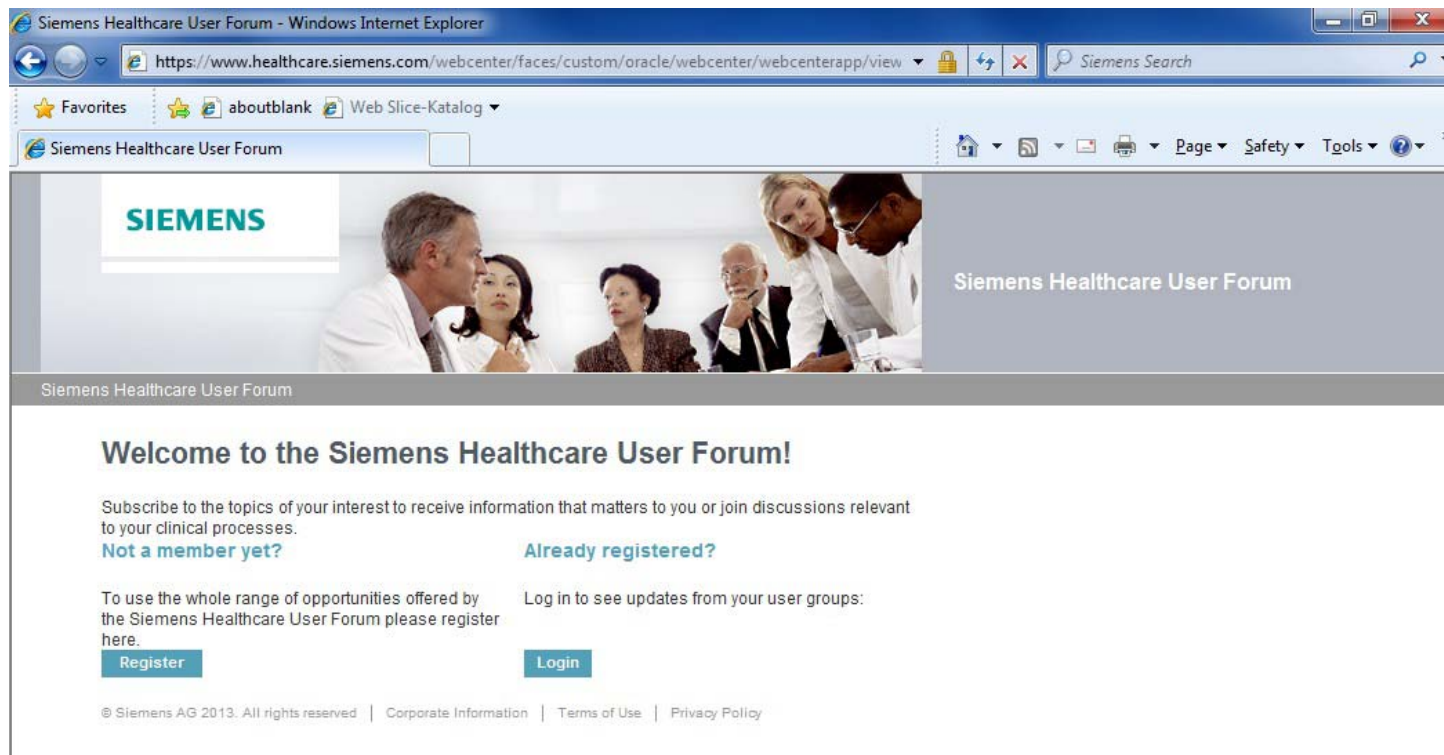 Siemens Healthcare User Forum - Windows Internet Explorer
https://www.healthcare.siemens.com/webcenter/faces/custom/oracle/webcenter/webcenterapp/view
Siemens Search
Favorites
aboutblank
Web Slice-Katalog
Siemens Healthcare User Forum
Page
Safety
Tools
SIEMENS
Siemens Healthcare User Forum
Siemens Healthcare User Forum
Welcome to the Siemens Healthcare User Forum!
Subscribe to the topics of your interest to receive information that matters to you or join discussions relevant
to your clinical processes.
Not a member yet?
To use the whole range of opportunities offered by
the Siemens Healthcare User Forum please register
here.
Register
Already registered?
Log in to see updates from your user groups:
Login
© Siemens AG 2013. All rights reserved | Corporate Information | Terms of Use | Privacy Policy